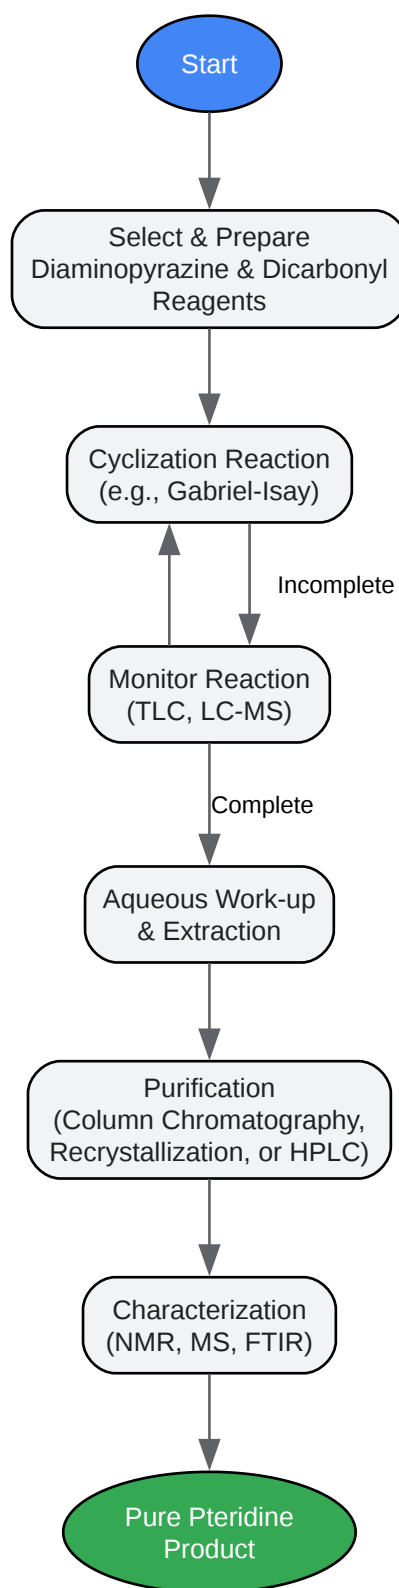 Start
Select & Prepare
Diaminopyrazine & Dicarbonyl
Reagents
Cyclization Reaction
(e.g., Gabriel-Isay)
Incomplete
Monitor Reaction
(TLC, LC-MS)
Complete
Aqueous Work-up
& Extraction
Purification
(Column Chromatography,
Recrystallization, or HPLC)
Characterization
(NMR, MS, FTIR)
Pure Pteridine
Product